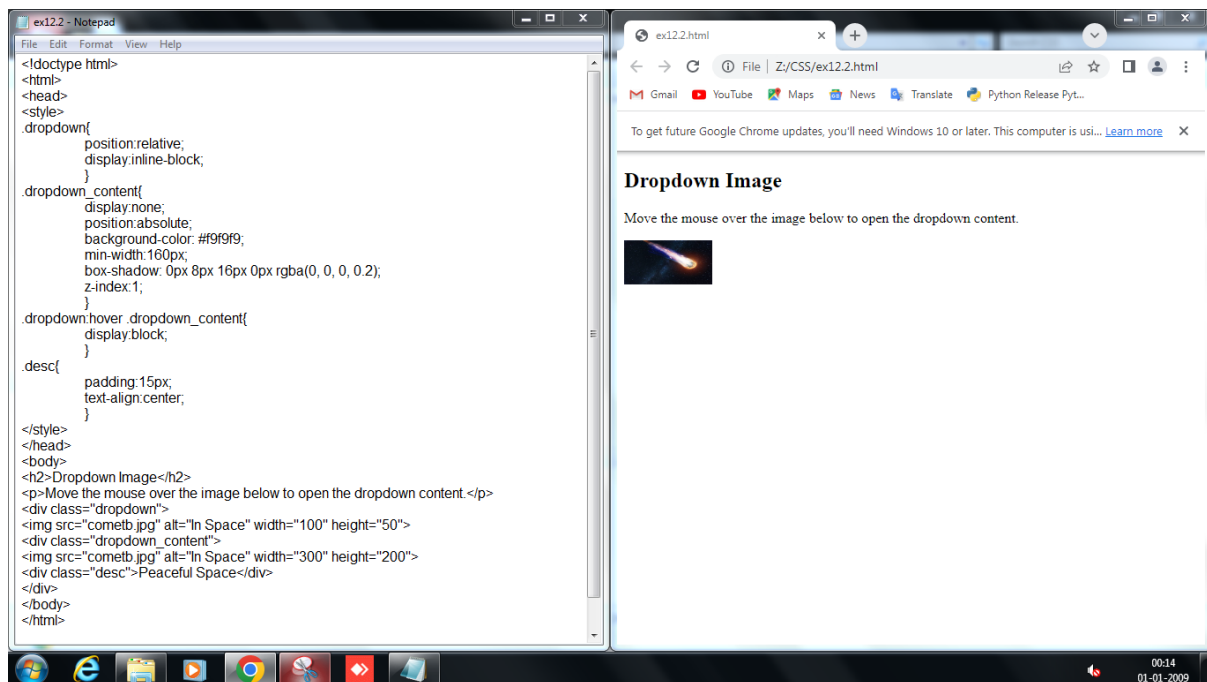 ex12.2 - Notepad
File Edit Format View Help
<!doctype html>
<html>
<head>
<style>
.dropdown{
position:relative;
display:inline-block;
}
.dropdown_content{
display:none;
position:absolute;
background-color: #f9f9f9;
min-width:160px;
box-shadow: 0px 8px 16px 0px rgba(0, 0, 0, 0.2);
z-index:1;
}
.dropdown:hover .dropdown_content{
display:block;
}
.desc{
padding:15px;
text-align:center;
}
</style>
</head>
<body>
<h2>Dropdown Image</h2>
<p>Move the mouse over the image below to open the dropdown content.</p>
<div class="dropdown">
<img src="cometb.jpg" alt="In Space" width="100" height="50">
<div class="dropdown_content">
<img src="cometb.jpg" alt="In Space" width="300" height="200">
<div class="desc">Peaceful Space</div>
</div>
</body>
</html>
ex12.2.html
File | Z:/CSS/ex12.2.html
Gmail YouTube Maps News Translate Python Release Pyt...
To get future Google Chrome updates, you'll need Windows 10 or later. This computer is usi... Learn more
Dropdown Image
Move the mouse over the image below to open the dropdown content.
00:14
01-01-2009